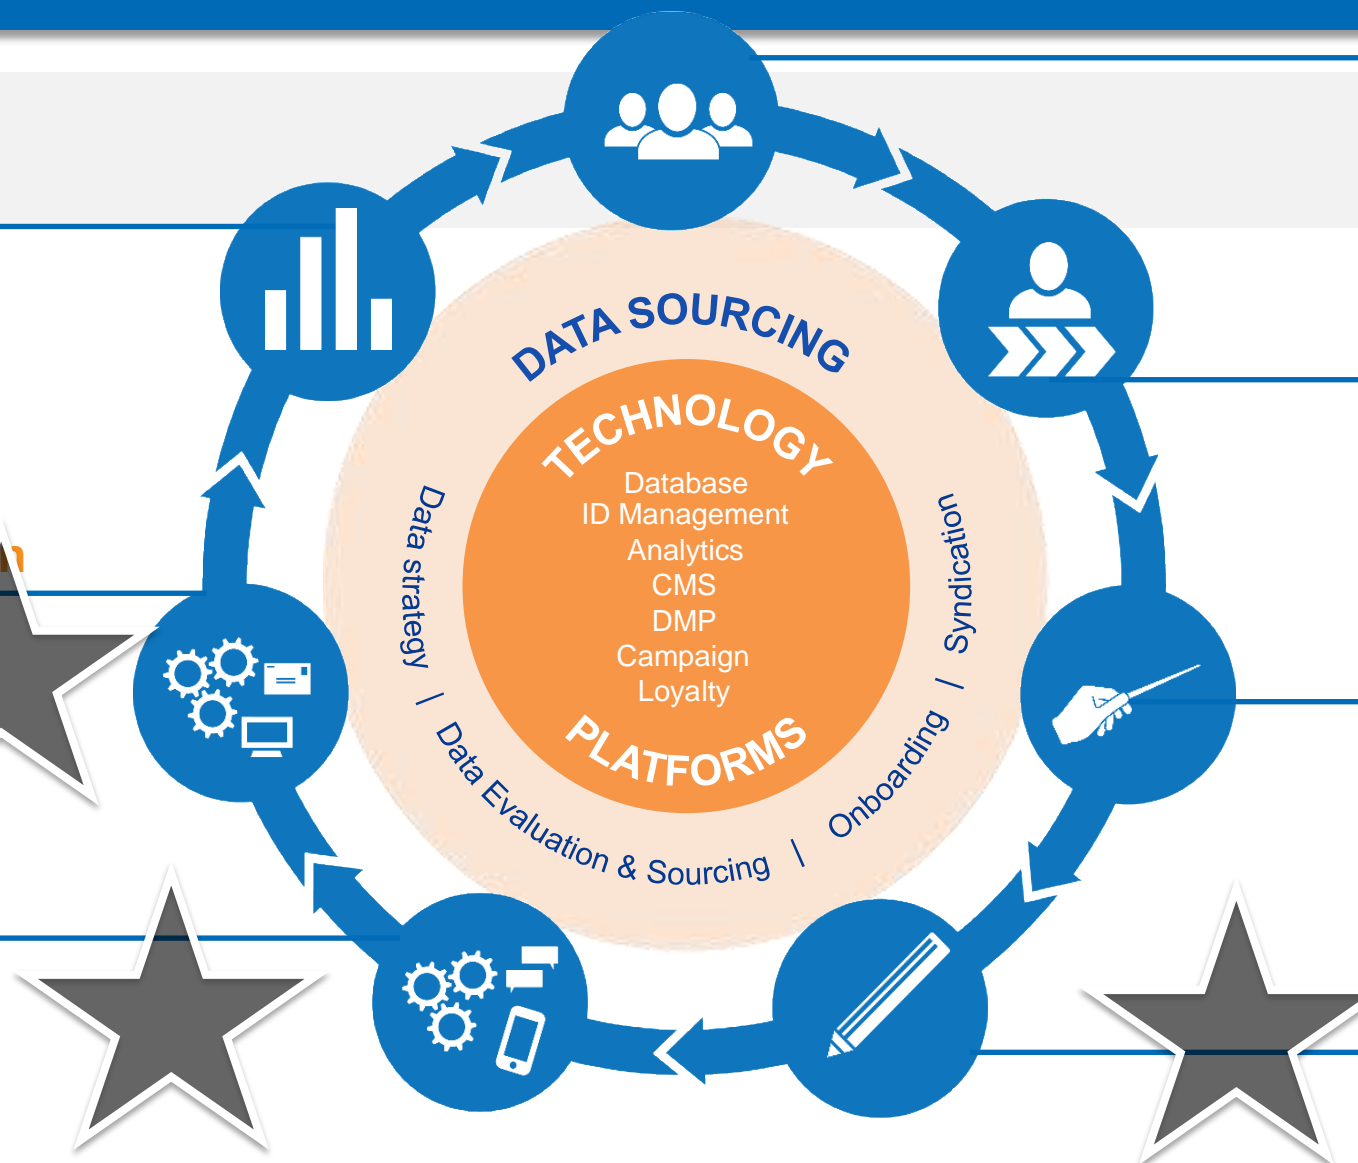 DATA SOURCING
TECHNOLOGY
Database
ID Management
Analytics
CMS
DMP
Campaign
Loyalty
PLATFORMS
Data strategy | Data Evaluation & Sourcing | Onboarding | Syndication
n